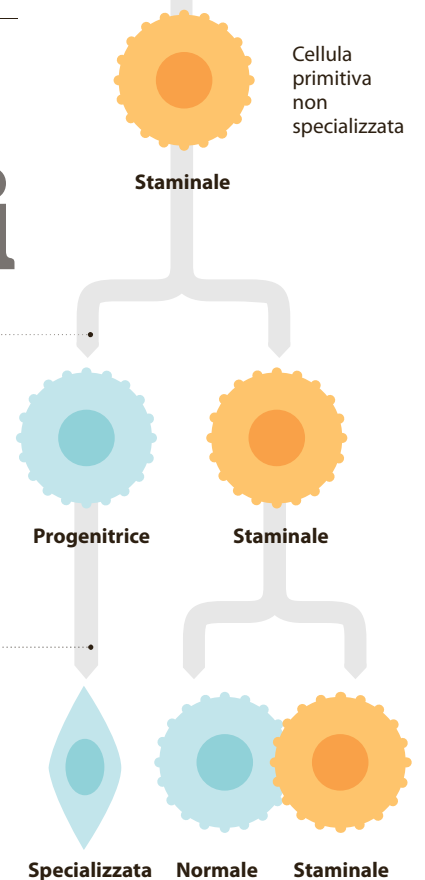 Cellula
primitiva
non
specializzata
Staminale
i
Progenitrice Staminale
Specializzata Normale Staminale